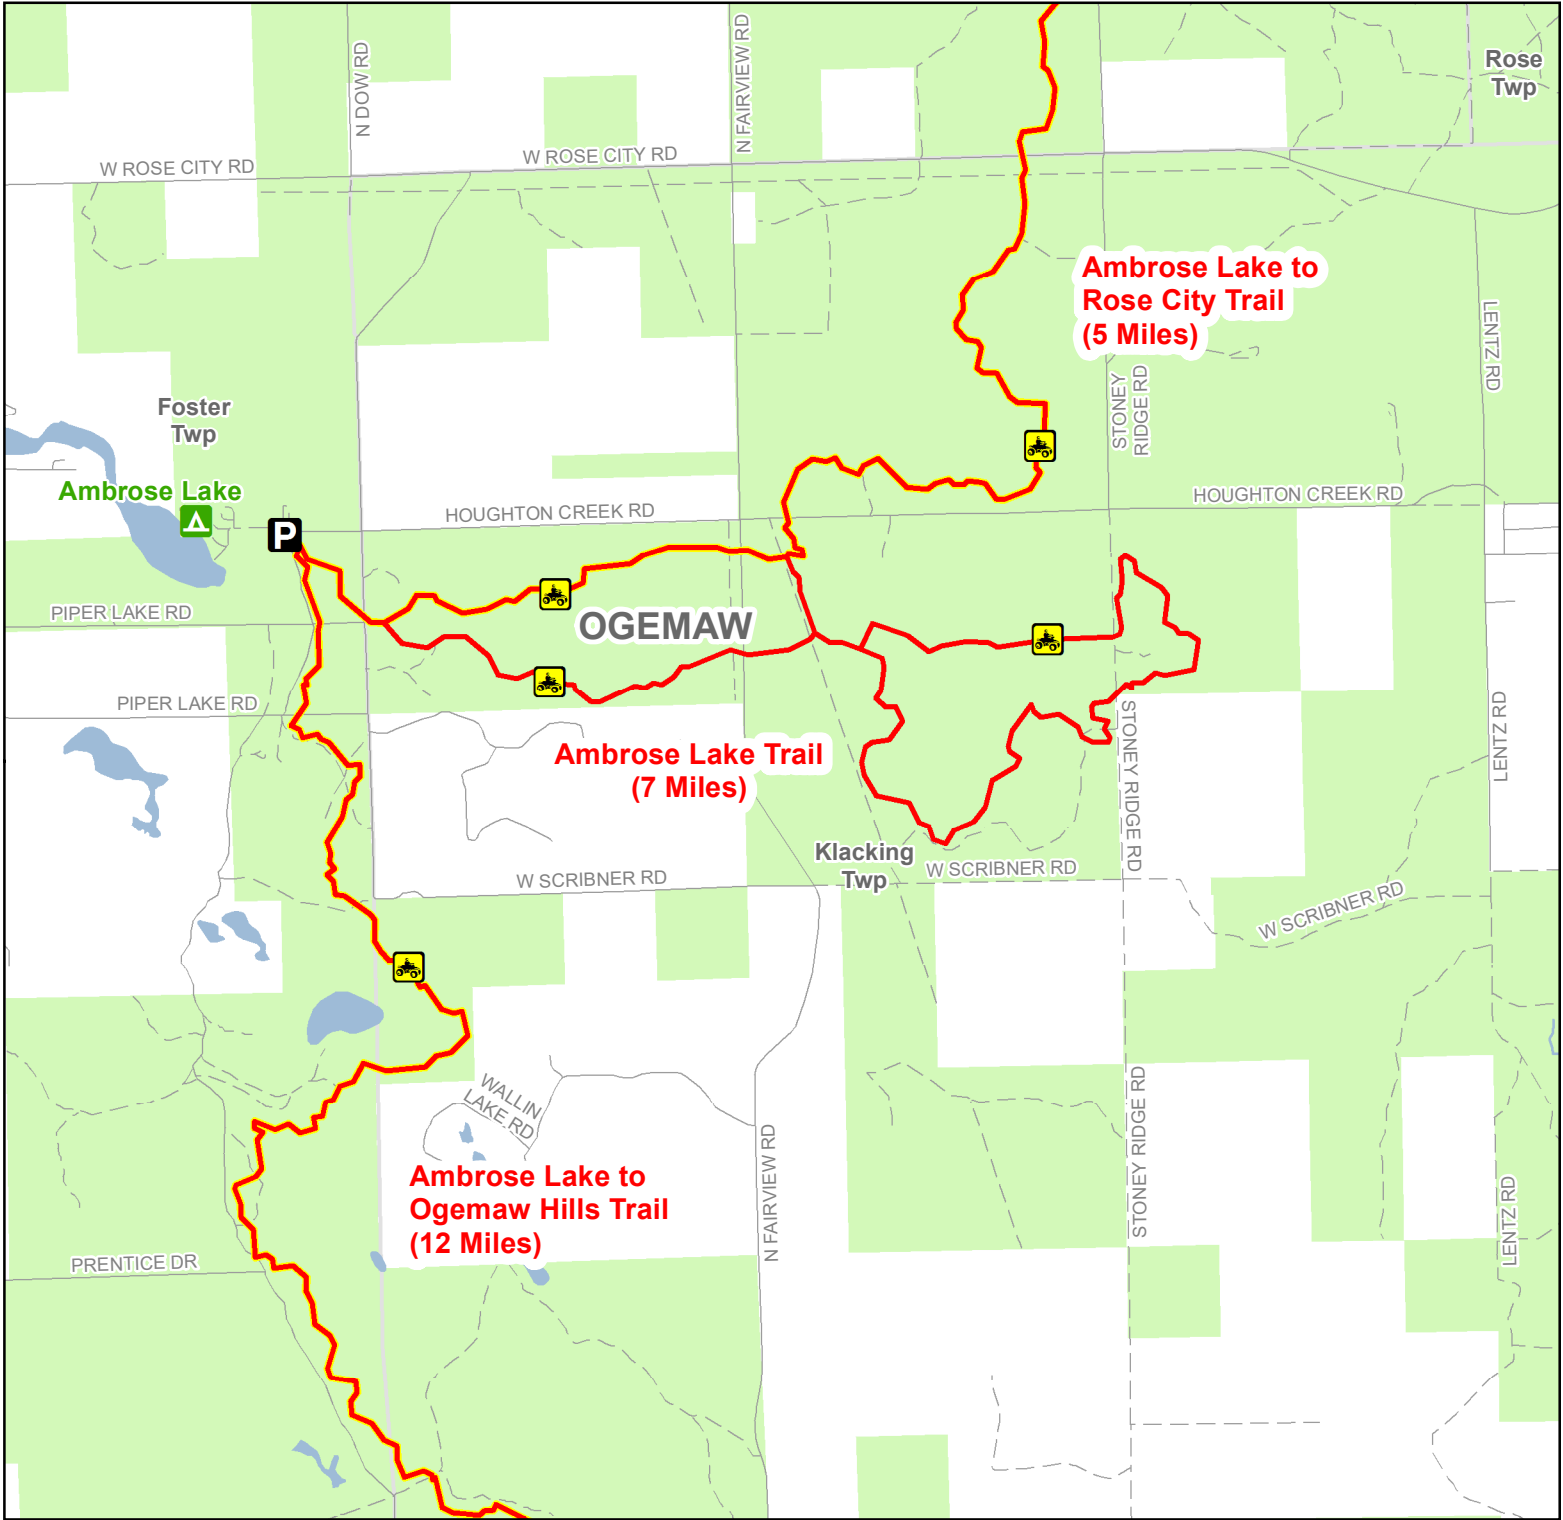 N DOW RD
N FAIRVIEW RD
Rose
Twp
W ROSE CITY RD
W ROSE CITY RD
Ambrose Lake to
Rose City Trail
(5 Miles)
LENTZ RD
STONEY
RIDGE RD
Foster
Twp
Ambrose Lake
P
HOUGHTON CREEK RD
HOUGHTON CREEK RD
PIPER LAKE RD
OGEMAW
PIPER LAKE RD
Ambrose Lake Trail
(7 Miles)
STONEY RIDGE RD
LENTZ RD
Klacking
Twp
W SCRIBNER RD
W SCRIBNER RD
W SCRIBNER RD
WALLIN
LAKE RD
STONEY RIDGE RD
N FAIRVIEW RD
LENTZ RD
Ambrose Lake to
Ogemaw Hills Trail
(12 Miles)
PRENTICE DR